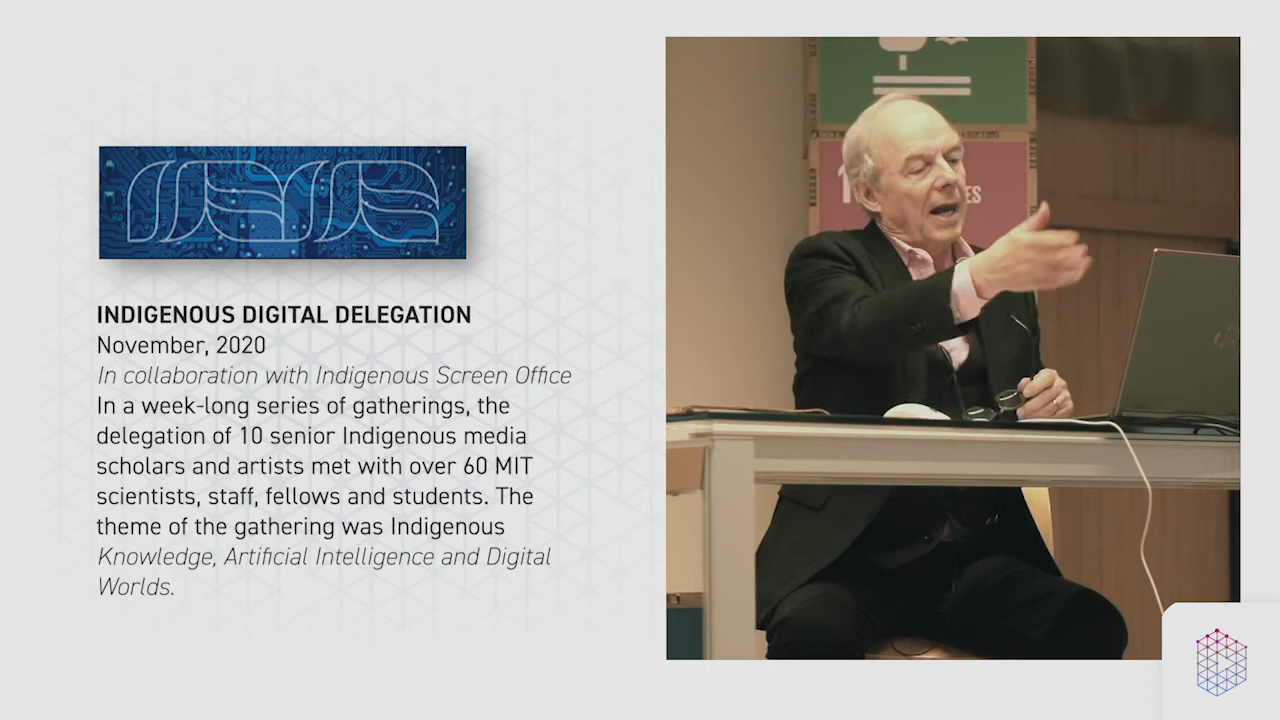 INDIGENOUS DIGITAL DELEGATION
November, 2020
In collaboration with Indigenous Screen Office
In a week-long series of gatherings, the
delegation of 10 senior Indigenous media
scholars and artists met with over 60 MIT
scientists, staff, fellows and students. The
theme of the gathering was Indigenous
Knowledge, Artificial Intelligence and Digital
Worlds.